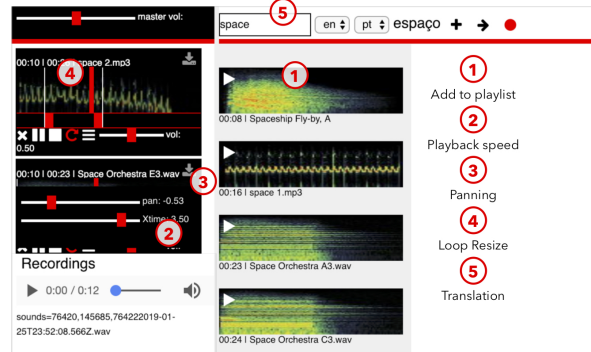 master vol:
space
en
pt
espaço
5
00:10 | 00:2 space 2.mp3
4
vol:
0.50
00:10 | 00:23 | Space Orchestra E3.wav
3
pan: -0.53
Xtime: 3.50
2
Recordings
0:00 / 0:12
sounds=76420,145685,764222019-01-
25T23:52:08.566Z.wav
1
00:08 | Spaceship Fly-by, A
00:16 | space 1.mp3
00:23 | Space Orchestra A3.wav
00:24 | Space Orchestra C3.wav
1
Add to playlist
2
Playback speed
3
Panning
4
Loop Resize
5
Translation